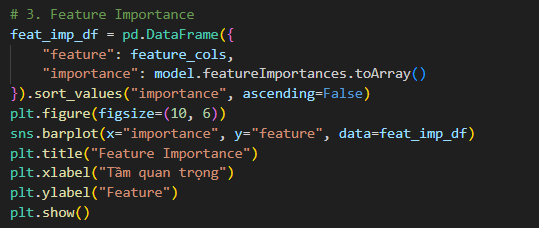 # 3. Feature Importance
feat_imp_df = pd.DataFrame({
    "feature": feature_cols,
    "importance": model.featureImportances.toArray()
}).sort_values("importance", ascending=False)
plt.figure(figsize=(10, 6))
sns.barplot(x="importance", y="feature", data=feat_imp_df)
plt.title("Feature Importance")
plt.xlabel("Tầm quan trọng")
plt.ylabel("Feature")
plt.show()